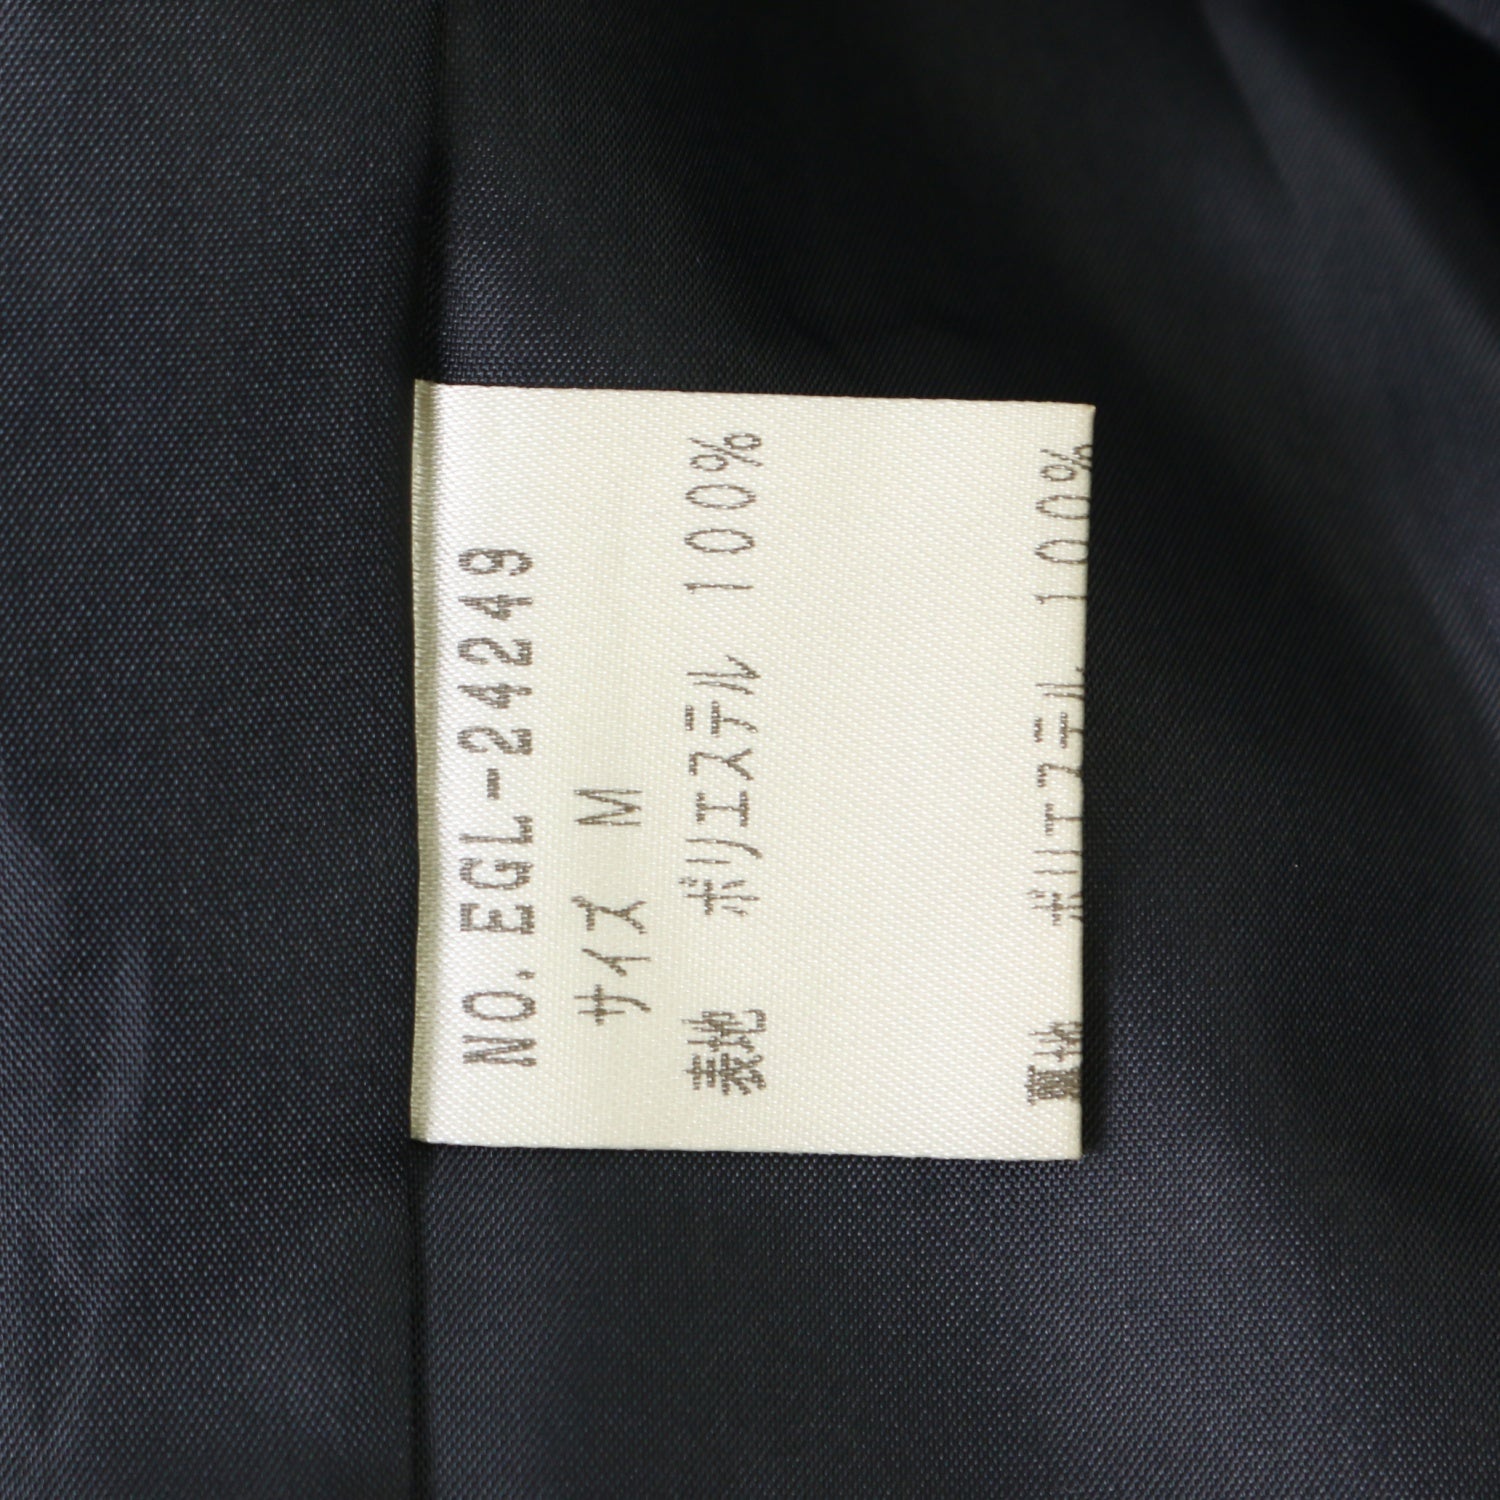 NO. EGL-24249
サイズ M
表地 ポリエステル 100%
裏地 ポリエステル 100%